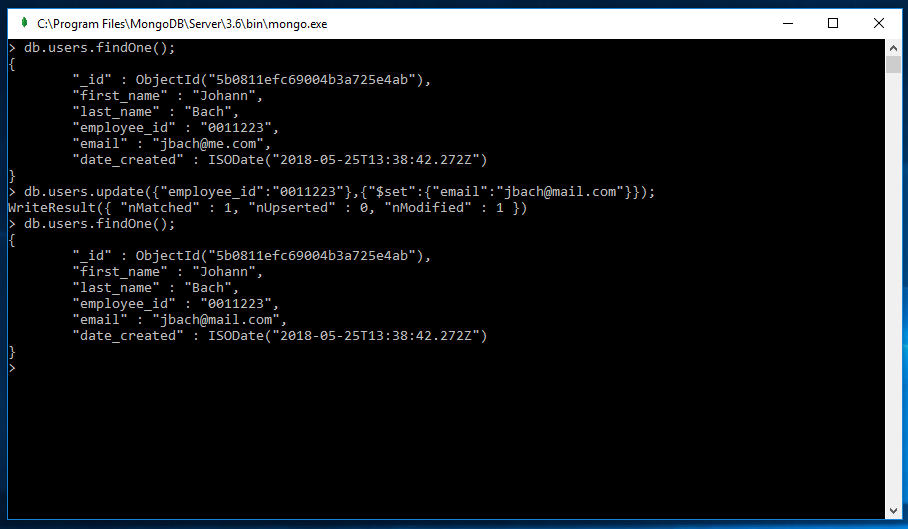 C:\Program Files\MongoDB\Server\3.6\bin\mongo.exe
> db.users.findOne();
{
        "_id" : ObjectId("5b0811efc69004b3a725e4ab"),
        "first_name" : "Johann",
        "last_name" : "Bach",
        "employee_id" : "0011223",
        "email" : "jbach@me.com",
        "date_created" : ISODate("2018-05-25T13:38:42.272Z")
}
> db.users.update({"employee_id":"0011223"},{"$set":{"email":"jbach@mail.com"}});
WriteResult({ "nMatched" : 1, "nUpserted" : 0, "nModified" : 1 })
> db.users.findOne();
{
        "_id" : ObjectId("5b0811efc69004b3a725e4ab"),
        "first_name" : "Johann",
        "last_name" : "Bach",
        "employee_id" : "0011223",
        "email" : "jbach@mail.com",
        "date_created" : ISODate("2018-05-25T13:38:42.272Z")
}
>